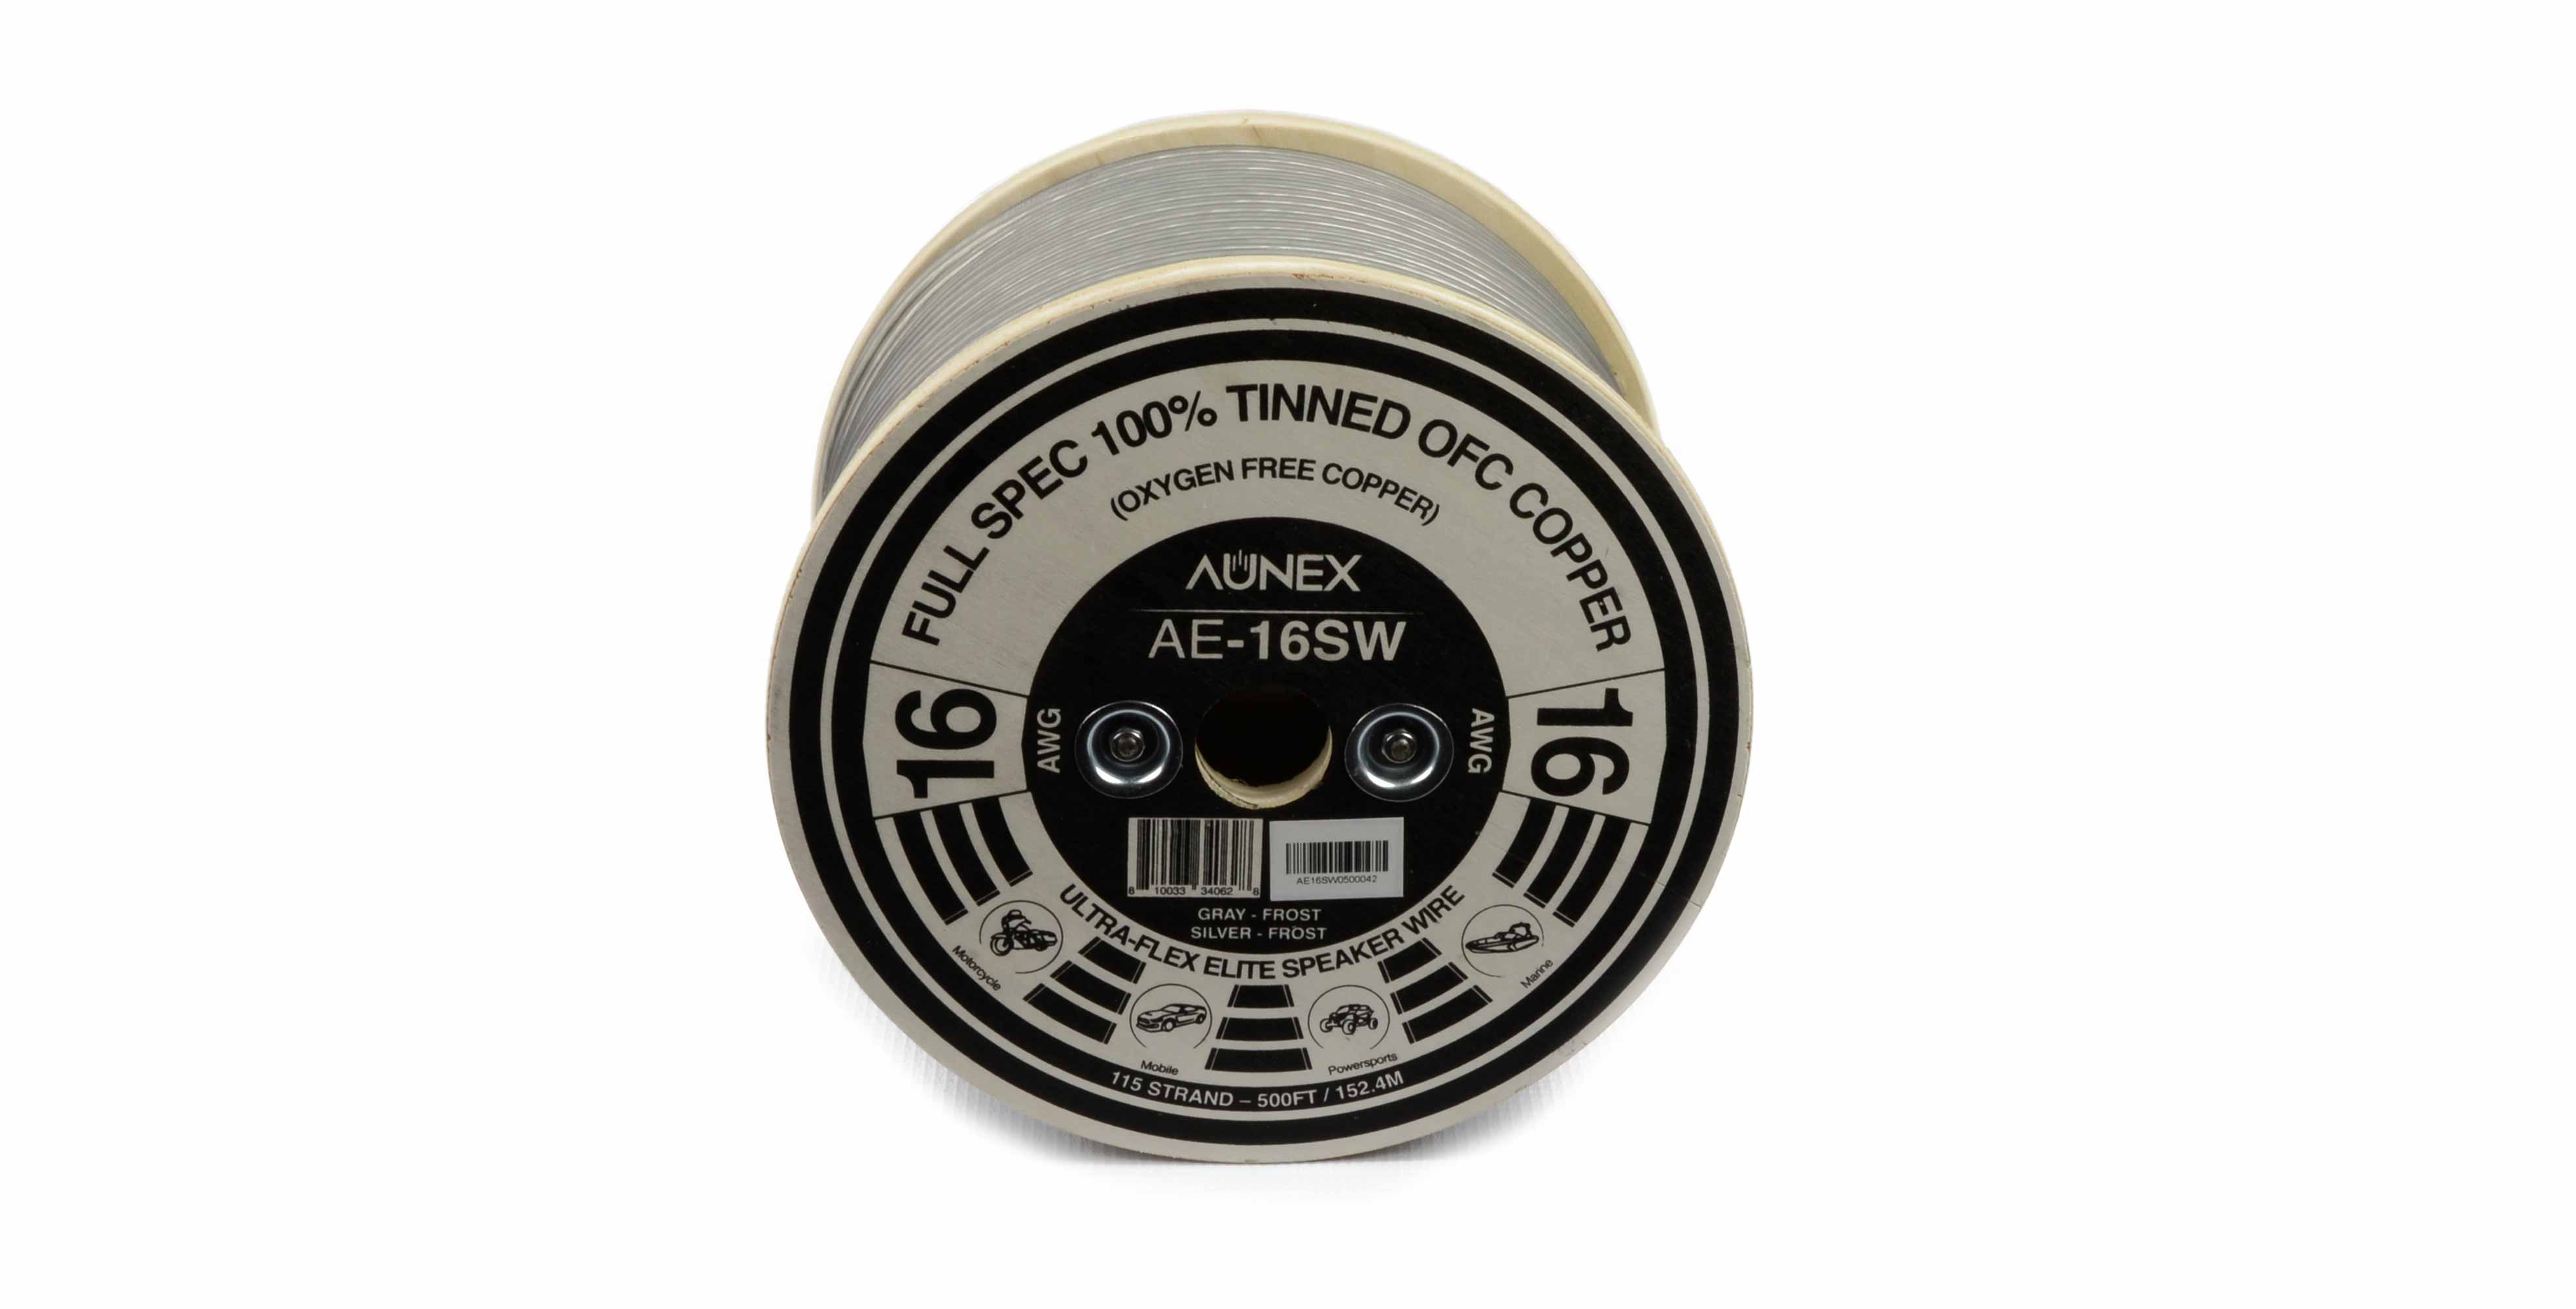 FULL SPEC 100% TINNED OFC COPPER
(OXYGEN FREE COPPER)
AUNEX
AE-16SW
16
AWG
AWG
16
8 10033 34062 8
AE16SW0500042
GRAY - FROST
SILVER - FROST
ULTRA-FLEX ELITE SPEAKER WIRE
Motorcycle
Mobile
Powersports
Marine
115 STRAND – 500FT / 152.4M